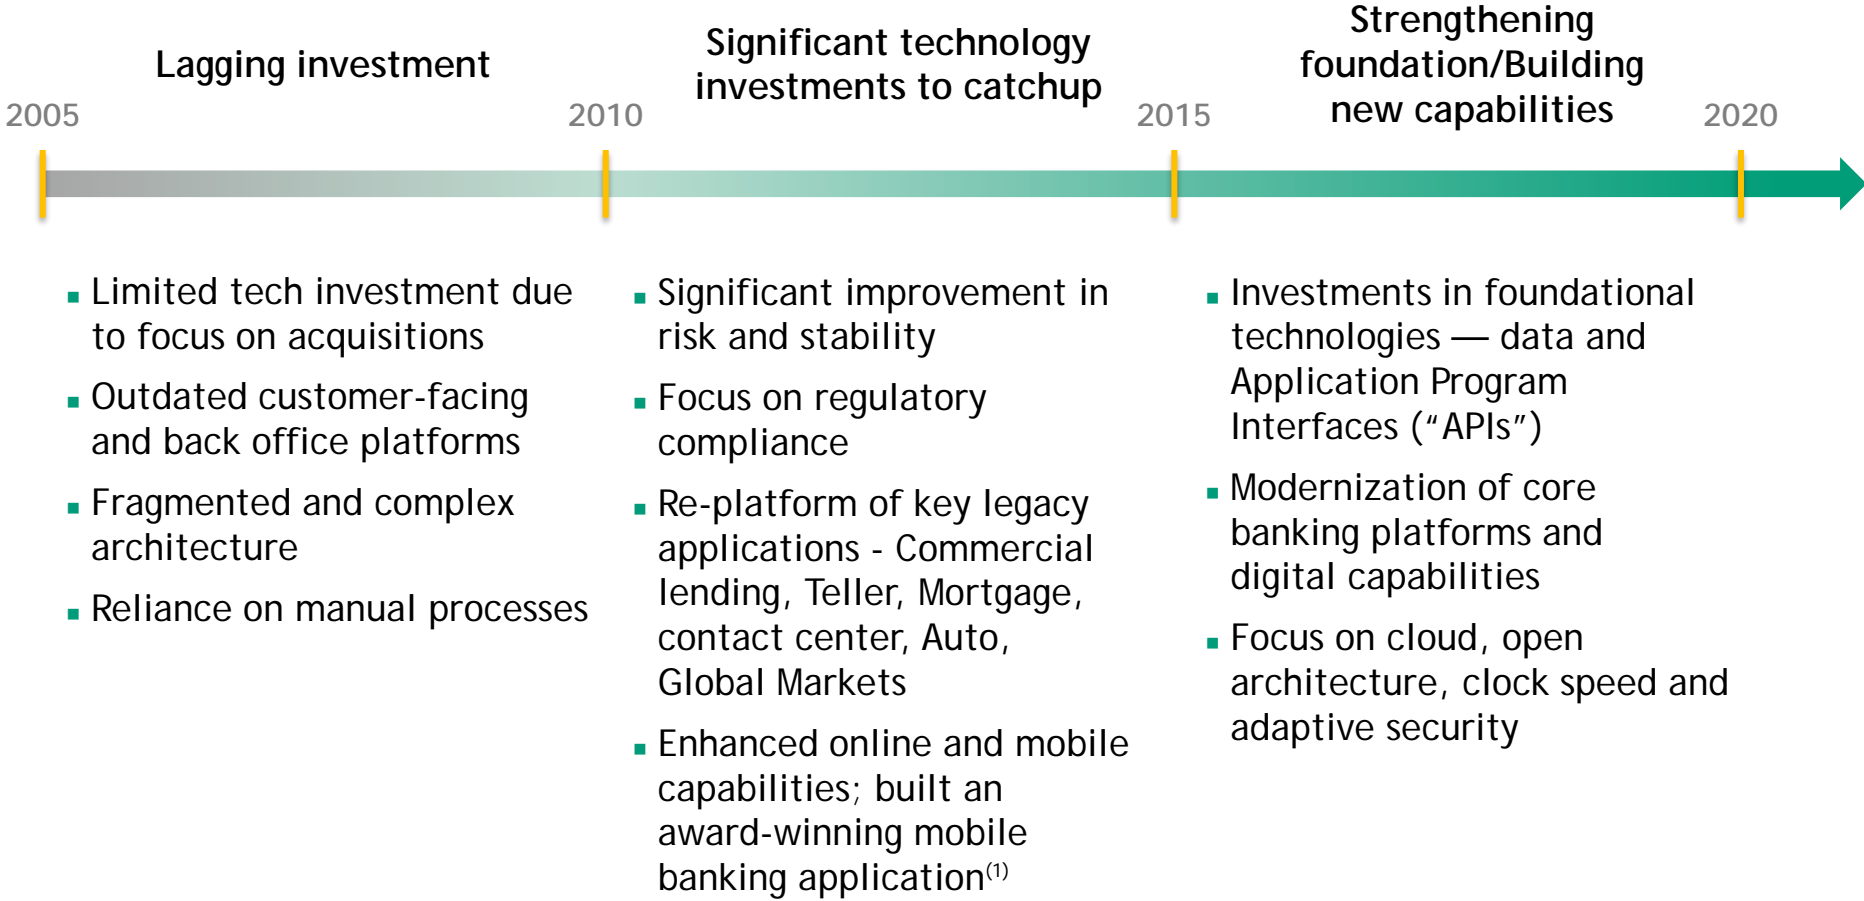 Lagging investment
Significant technology
investments to catchup
Strengthening
foundation/Building
new capabilities
2005
2010
2015
2020
▪ Limited tech investment due
to focus on acquisitions
▪ Outdated customer-facing
and back office platforms
▪ Fragmented and complex
architecture
▪ Reliance on manual processes
▪ Significant improvement in
risk and stability
▪ Focus on regulatory
compliance
▪ Re-platform of key legacy
applications - Commercial
lending, Teller, Mortgage,
contact center, Auto,
Global Markets
▪ Enhanced online and mobile
capabilities; built an
award-winning mobile
banking application(1)
▪ Investments in foundational
technologies — data and
Application Program
Interfaces (“APIs”)
▪ Modernization of core
banking platforms and
digital capabilities
▪ Focus on cloud, open
architecture, clock speed and
adaptive security